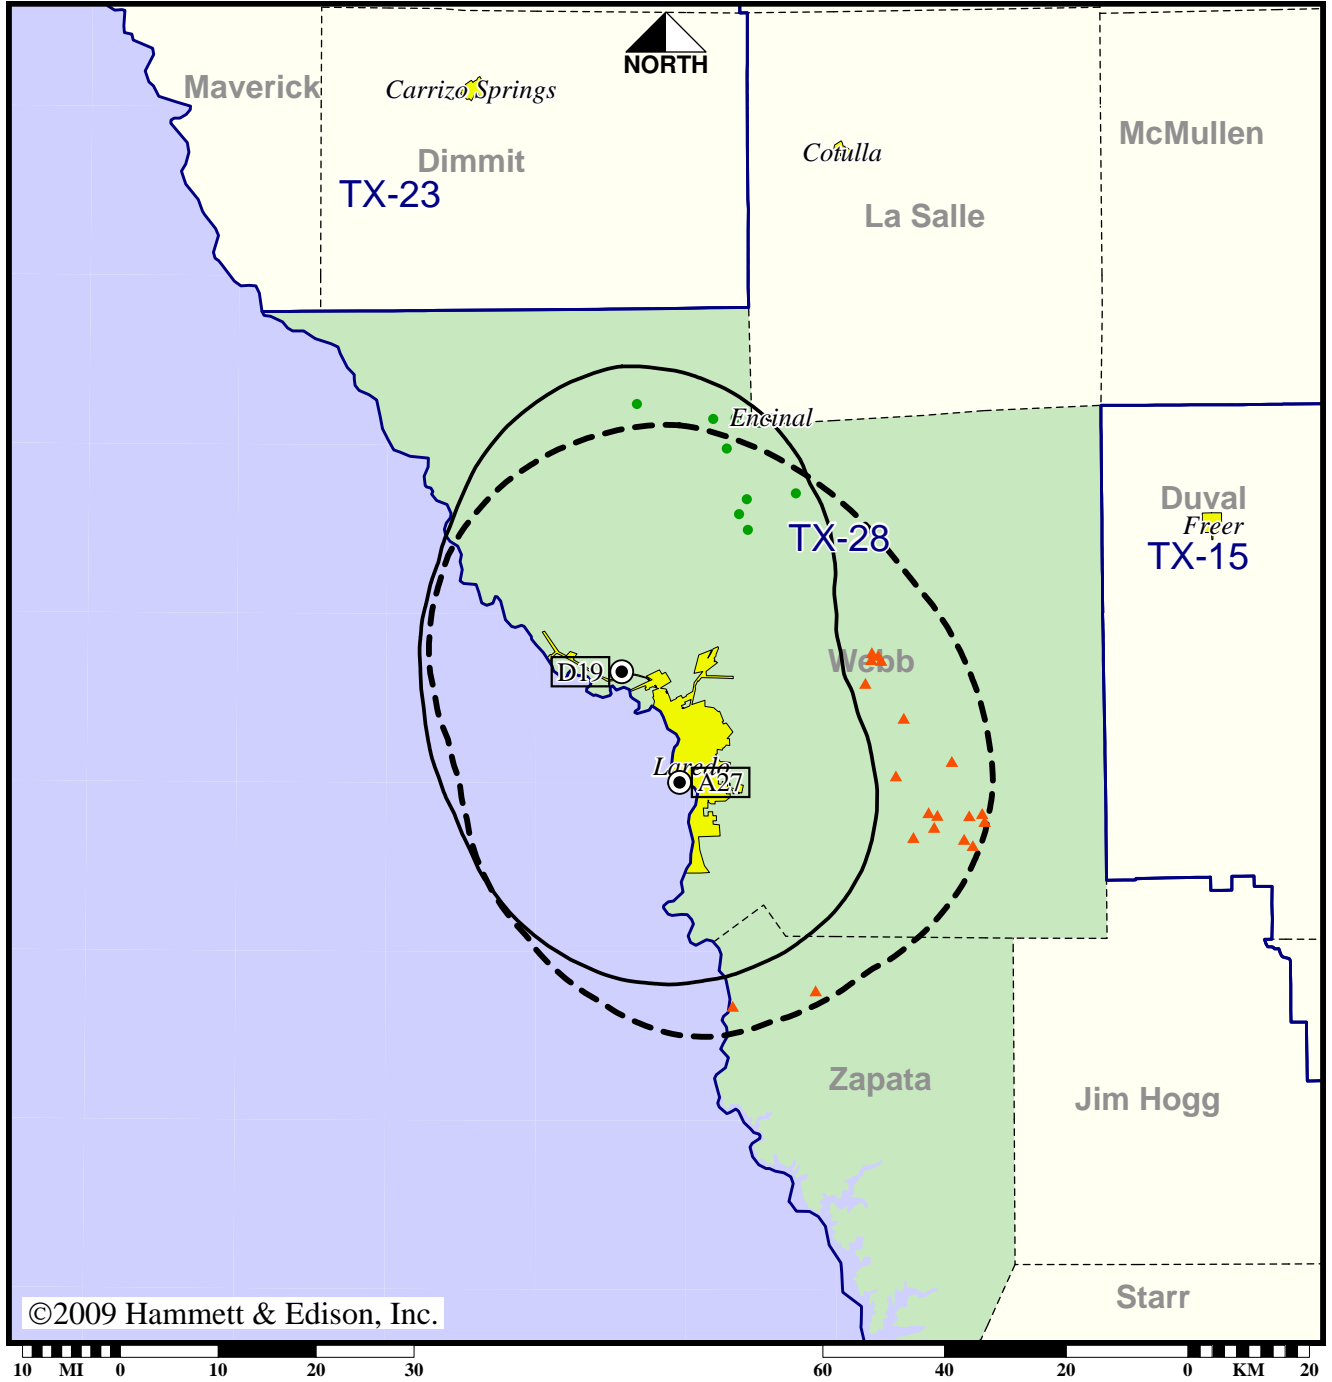 NORTH
Maverick
Carrizo Springs
McMullen
Cotulla
Dimmit
TX-23
La Salle
Encinal
Duval
Freer
TX-28
TX-15
Webb
D19
Laredo
A27
Zapata
Jim Hogg
Starr
©2009 Hammett & Edison, Inc.
10 MI 0 10 20 30 60 40 20 0 KM 20